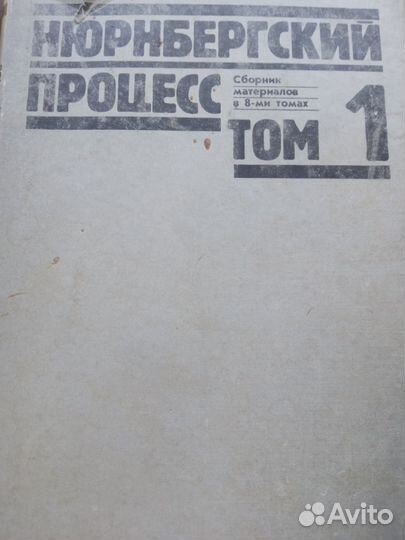 НЮРНБЕРГСКИЙ
ПРОЦЕСС
Сборник
материалов
в 8-ми томах
ТОМ 1
Avito